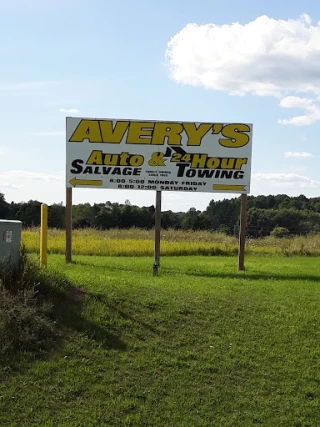 AVERY'S
Auto & 24 Hour
SALVAGE TOWING
8:00-5:00 MONDAY-FRIDAY
8:00-12:00 SATURDAY